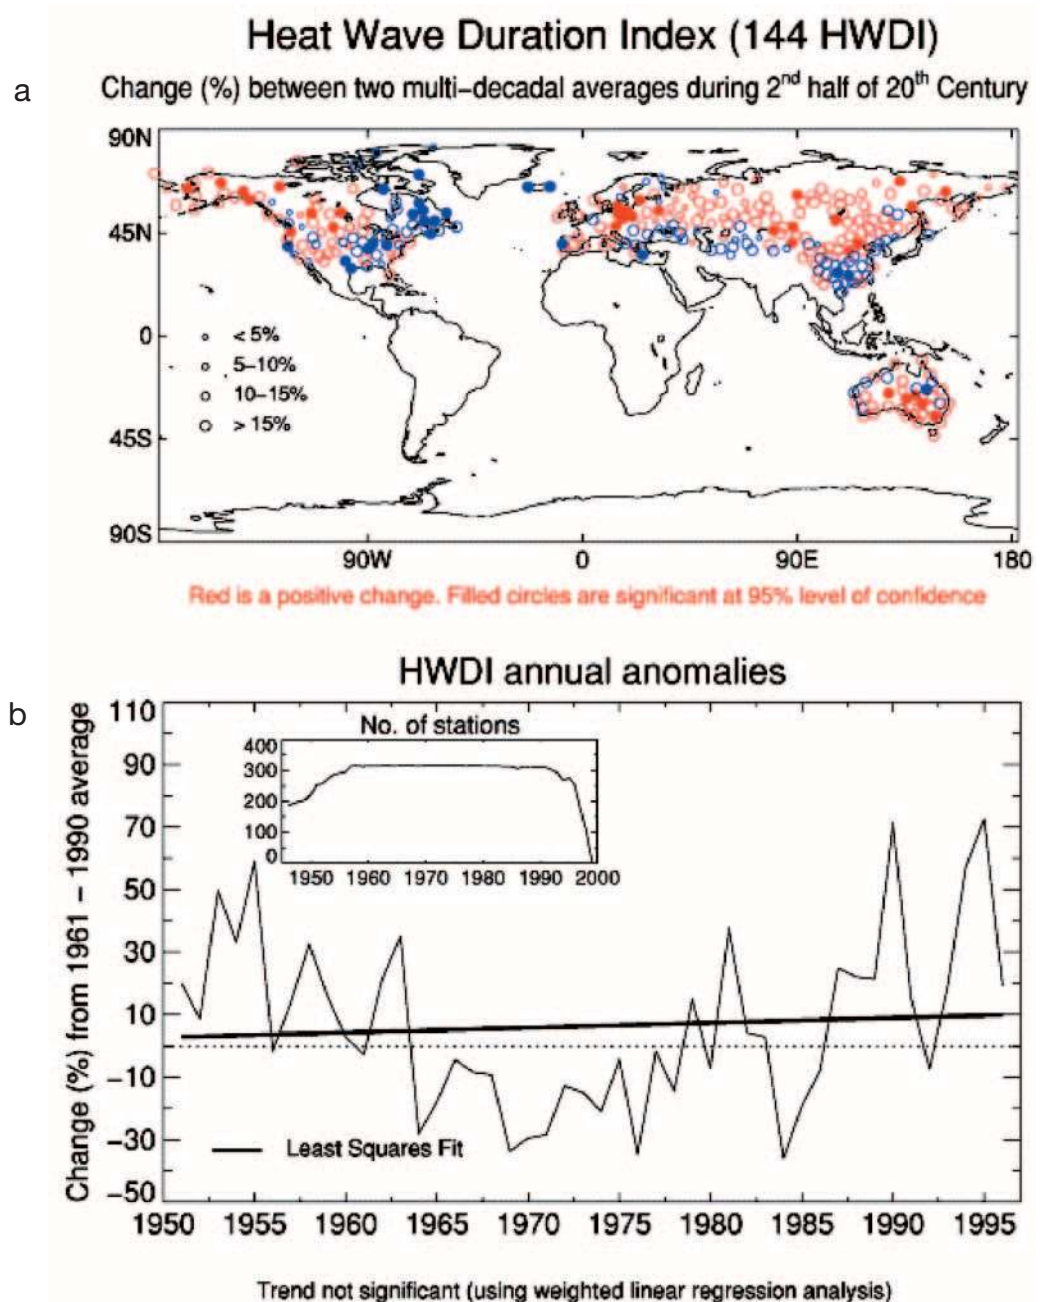 Heat Wave Duration Index (144 HWDI)
a
Change (%) between two multi-decadal averages during 2nd half of 20th Century
90N
45N
0
45S
90S
< 5%
5-10%
10-15%
> 15%
90W 0 90E 180
Red is a positive change. Filled circles are significant at 95% level of confidence
HWDI annual anomalies
b
Change (%) from 1961 - 1990 average
110
90
70
50
30
10
-10
-30
-50
No. of stations
400
300
200
100
0
1950 1960 1970 1980 1990 2000
Least Squares Fit
1950 1955 1960 1965 1970 1975 1980 1985 1990 1995
Trend not significant (using weighted linear regression analysis)